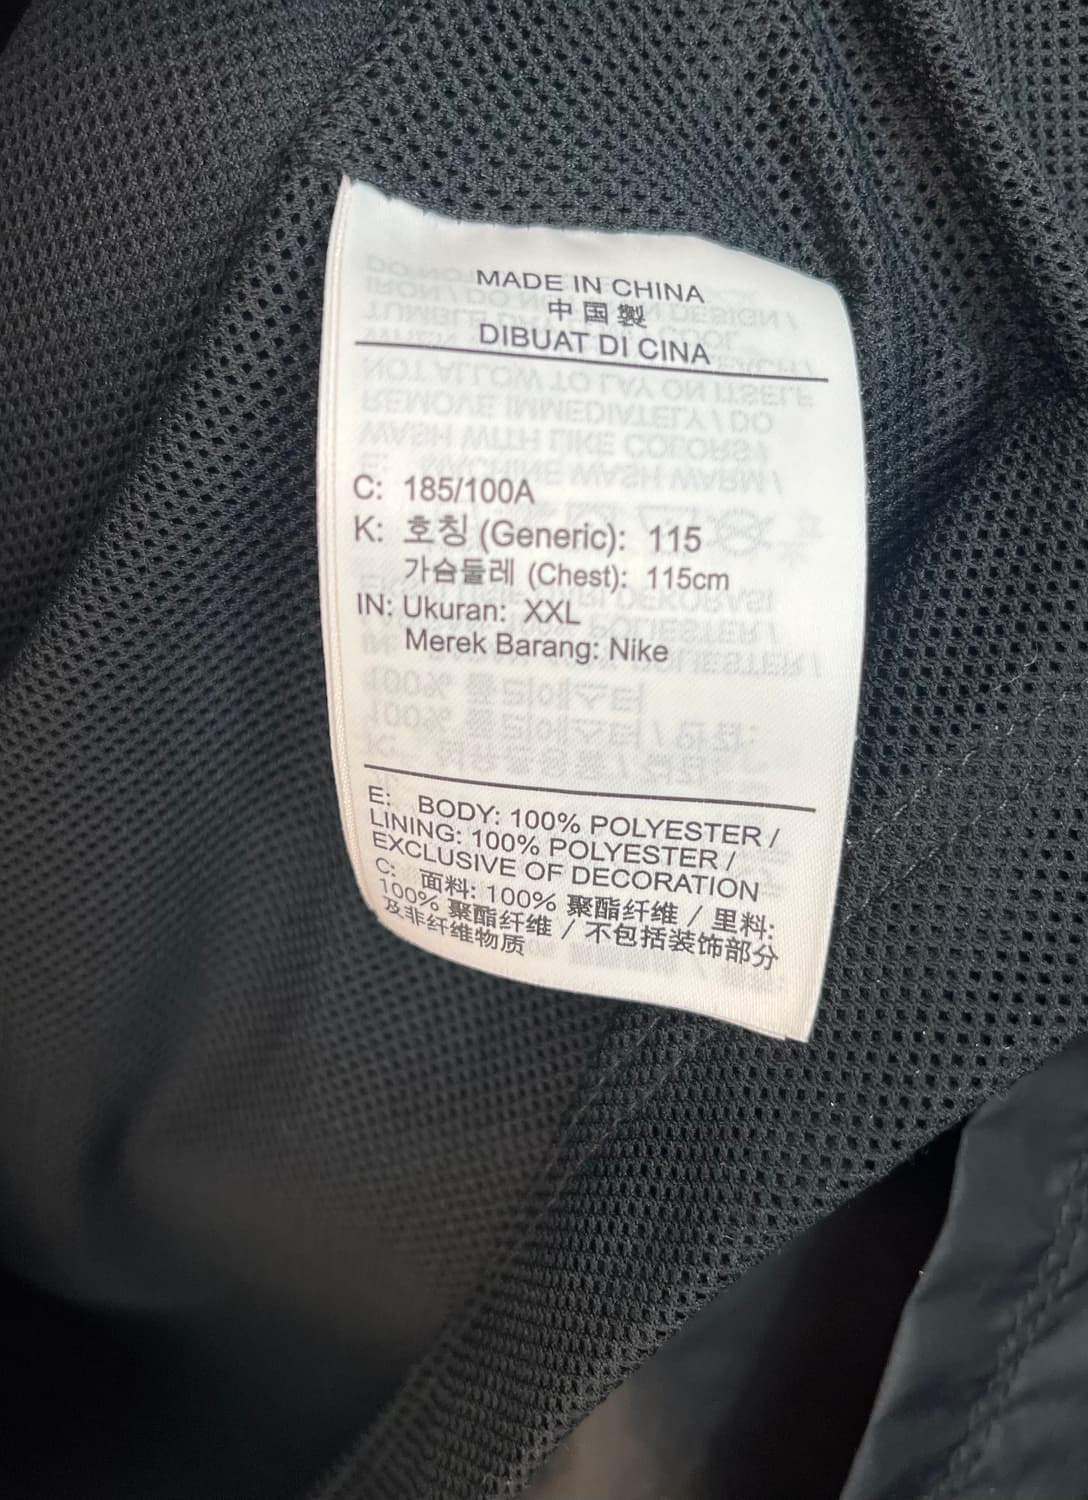 MADE IN CHINA
中国製
DIBUAT DI CINA
C: 185/100A
K: 호칭 (Generic): 115
가슴둘레 (Chest): 115cm
IN: Ukuran: XXL
Merek Barang: Nike
E: BODY: 100% POLYESTER /
LINING: 100% POLYESTER /
EXCLUSIVE OF DECORATION
C: 面料: 100% 聚酯纤维 / 里料:
100% 聚酯纤维 / 不包括装饰部分
及非纤维物质